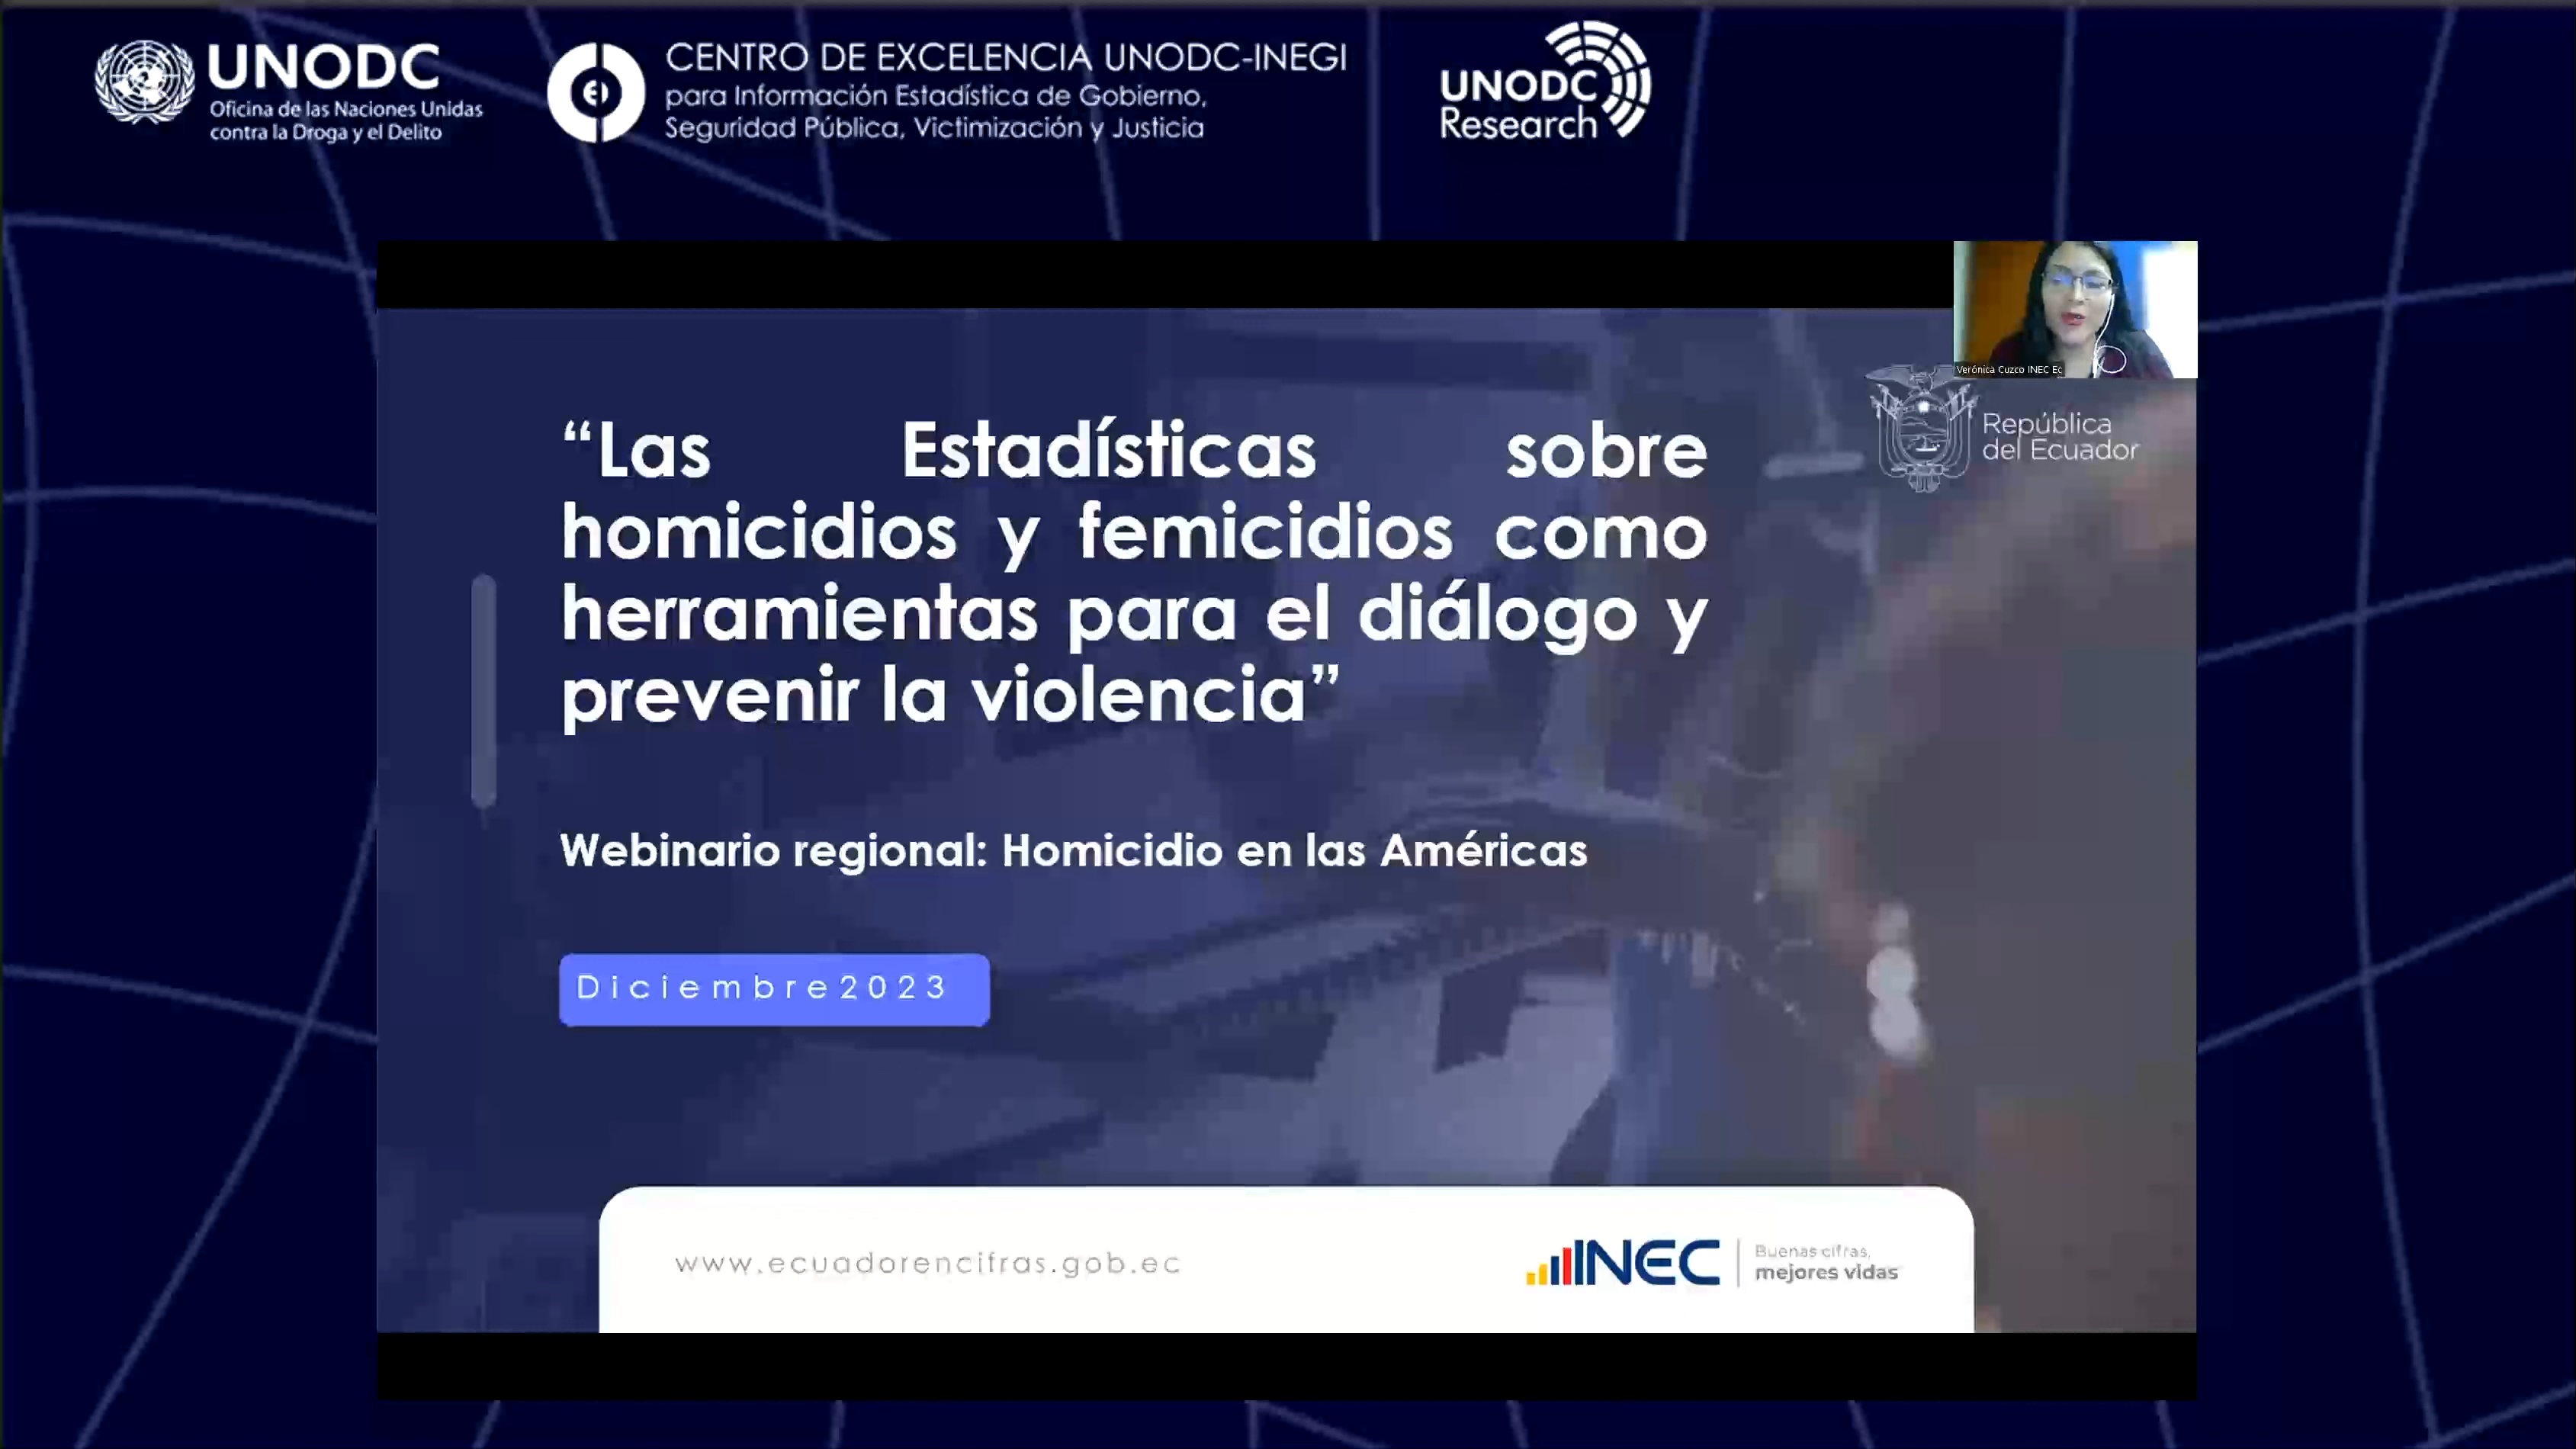 UNODC
Oficina de las Naciones Unidas
contra la Droga y el Delito
CENTRO DE EXCELENCIA UNODC-INEGI
para Información Estadística de Gobierno,
Seguridad Pública, Victimización y Justicia
UNODC
Research
Verónica Cuzco INEC Ec
República
del Ecuador
“Las Estadísticas sobre
homicidios y femicidios como
herramientas para el diálogo y
prevenir la violencia”
Webinario regional: Homicidio en las Américas
Diciembre2023
www.ecuadorencifras.gob.ec
INEC
Buenas cifras,
mejores vidas